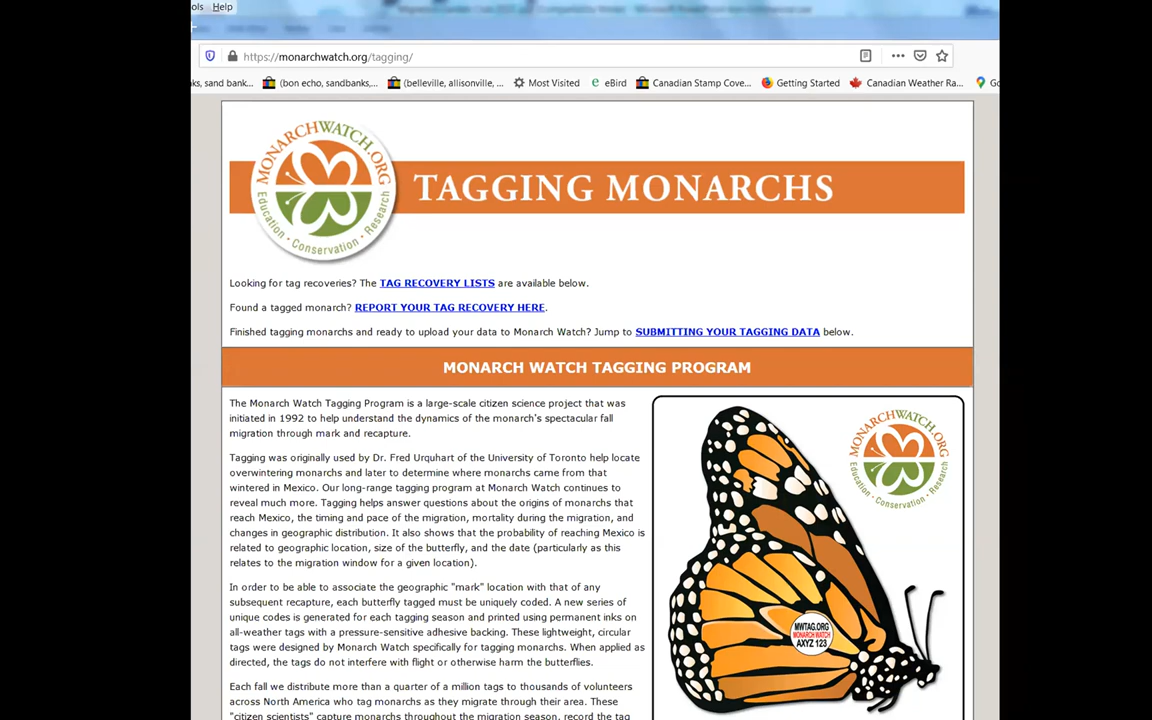 ols Help
https://monarchwatch.org/tagging/
ks, sand bank... (bon echo, sandbanks,... (belleville, allisonville, ... Most Visited eBird Canadian Stamp Cove... Getting Started Canadian Weather Ra... Go
MONARCHWATCH.ORG
Education · Conservation · Research
TAGGING MONARCHS
Looking for tag recoveries? The TAG RECOVERY LISTS are available below.
Found a tagged monarch? REPORT YOUR TAG RECOVERY HERE.
Finished tagging monarchs and ready to upload your data to Monarch Watch? Jump to SUBMITTING YOUR TAGGING DATA below.
MONARCH WATCH TAGGING PROGRAM
The Monarch Watch Tagging Program is a large-scale citizen science project that was
initiated in 1992 to help understand the dynamics of the monarch's spectacular fall
migration through mark and recapture.
Tagging was originally used by Dr. Fred Urquhart of the University of Toronto help locate
overwintering monarchs and later to determine where monarchs came from that
wintered in Mexico. Our long-range tagging program at Monarch Watch continues to
reveal much more. Tagging helps answer questions about the origins of monarchs that
reach Mexico, the timing and pace of the migration, mortality during the migration, and
changes in geographic distribution. It also shows that the probability of reaching Mexico is
related to geographic location, size of the butterfly, and the date (particularly as this
relates to the migration window for a given location).
In order to be able to associate the geographic "mark" location with that of any
subsequent recapture, each butterfly tagged must be uniquely coded. A new series of
unique codes is generated for each tagging season and printed using permanent inks on
all-weather tags with a pressure-sensitive adhesive backing. These lightweight, circular
tags were designed by Monarch Watch specifically for tagging monarchs. When applied as
directed, the tags do not interfere with flight or otherwise harm the butterflies.
Each fall we distribute more than a quarter of a million tags to thousands of volunteers
across North America who tag monarchs as they migrate through their area. These
"citizen scientists" capture monarchs throughout the migration season, record the tag
MONARCHWATCH.ORG
Education · Conservation · Research
MWTAG.ORG
MONARCH WATCH
AXYZ 123